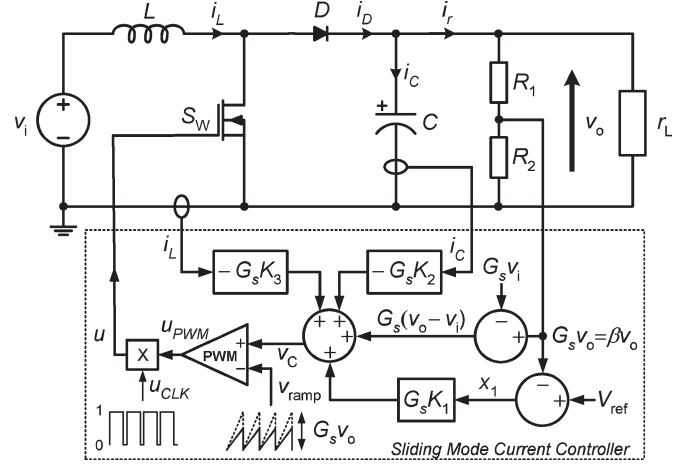 L
i_L
D
i_D
i_r
v_i
+
−
S_W
i_C
+
C
R_1
R_2
v_o
r_L
i_L
− G_sK_3
− G_sK_2
i_C
G_sv_i
u
u_PWM
PWM
+
−
v_C
+
+
+
+
G_s(v_o − v_i)
−
+
G_sv_o=βv_o
X
u_CLK
v_ramp
G_sK_1
x_1
−
+
V_ref
1
0
G_sv_o
Sliding Mode Current Controller